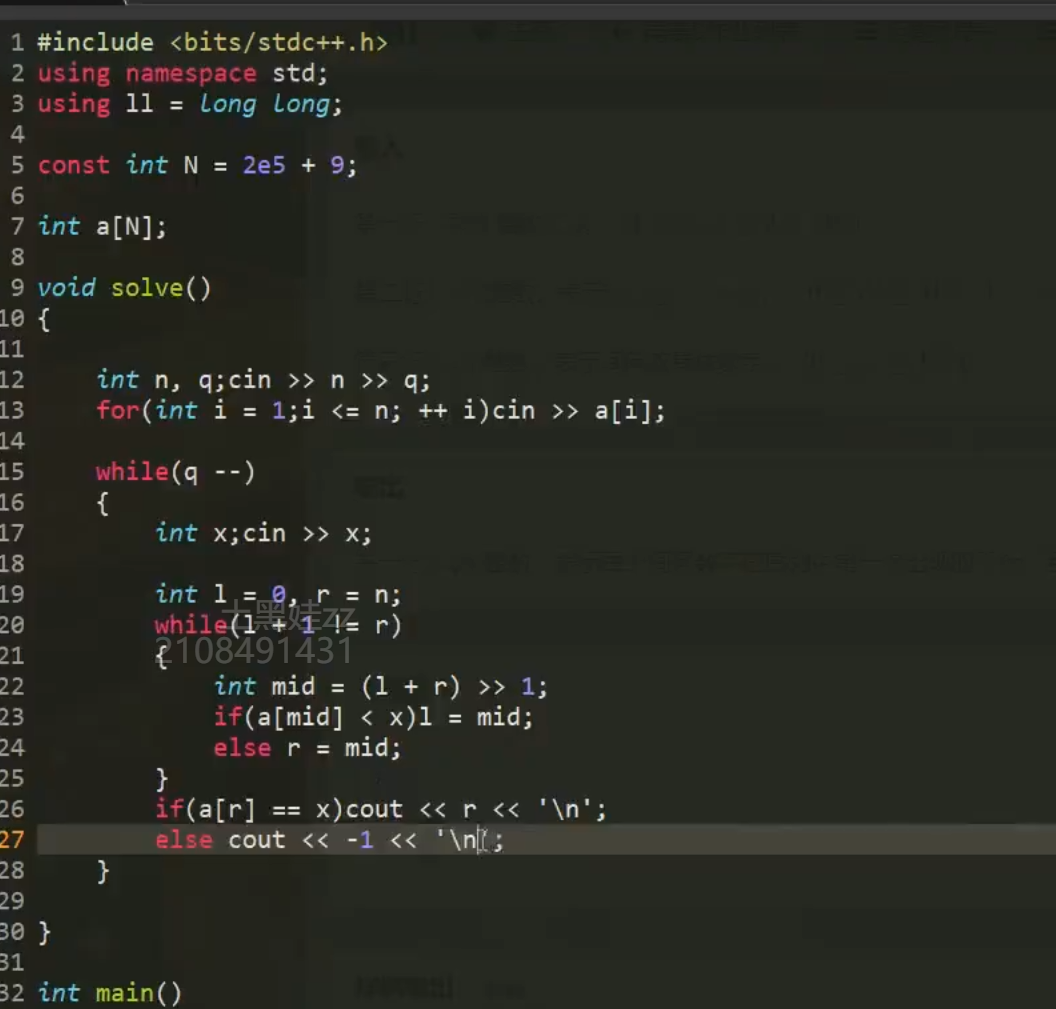 1 #include <bits/stdc++.h>
2 using namespace std;
3 using ll = long long;
4
5 const int N = 2e5 + 9;
6
7 int a[N];
8
9 void solve()
10 {
11
12 int n, q;cin >> n >> q;
13 for(int i = 1;i <= n; ++ i)cin >> a[i];
14
15 while(q --)
16 {
17 int x;cin >> x;
18
19 int l = 0, r = n;
土黑娃zz
20 while(l + 1 != r)
2108491431
21 {
22 int mid = (l + r) >> 1;
23 if(a[mid] < x)l = mid;
24 else r = mid;
25 }
26 if(a[r] == x)cout << r << '\n';
27 else cout << -1 << '\n';
28 }
29
30 }
31
32 int main()